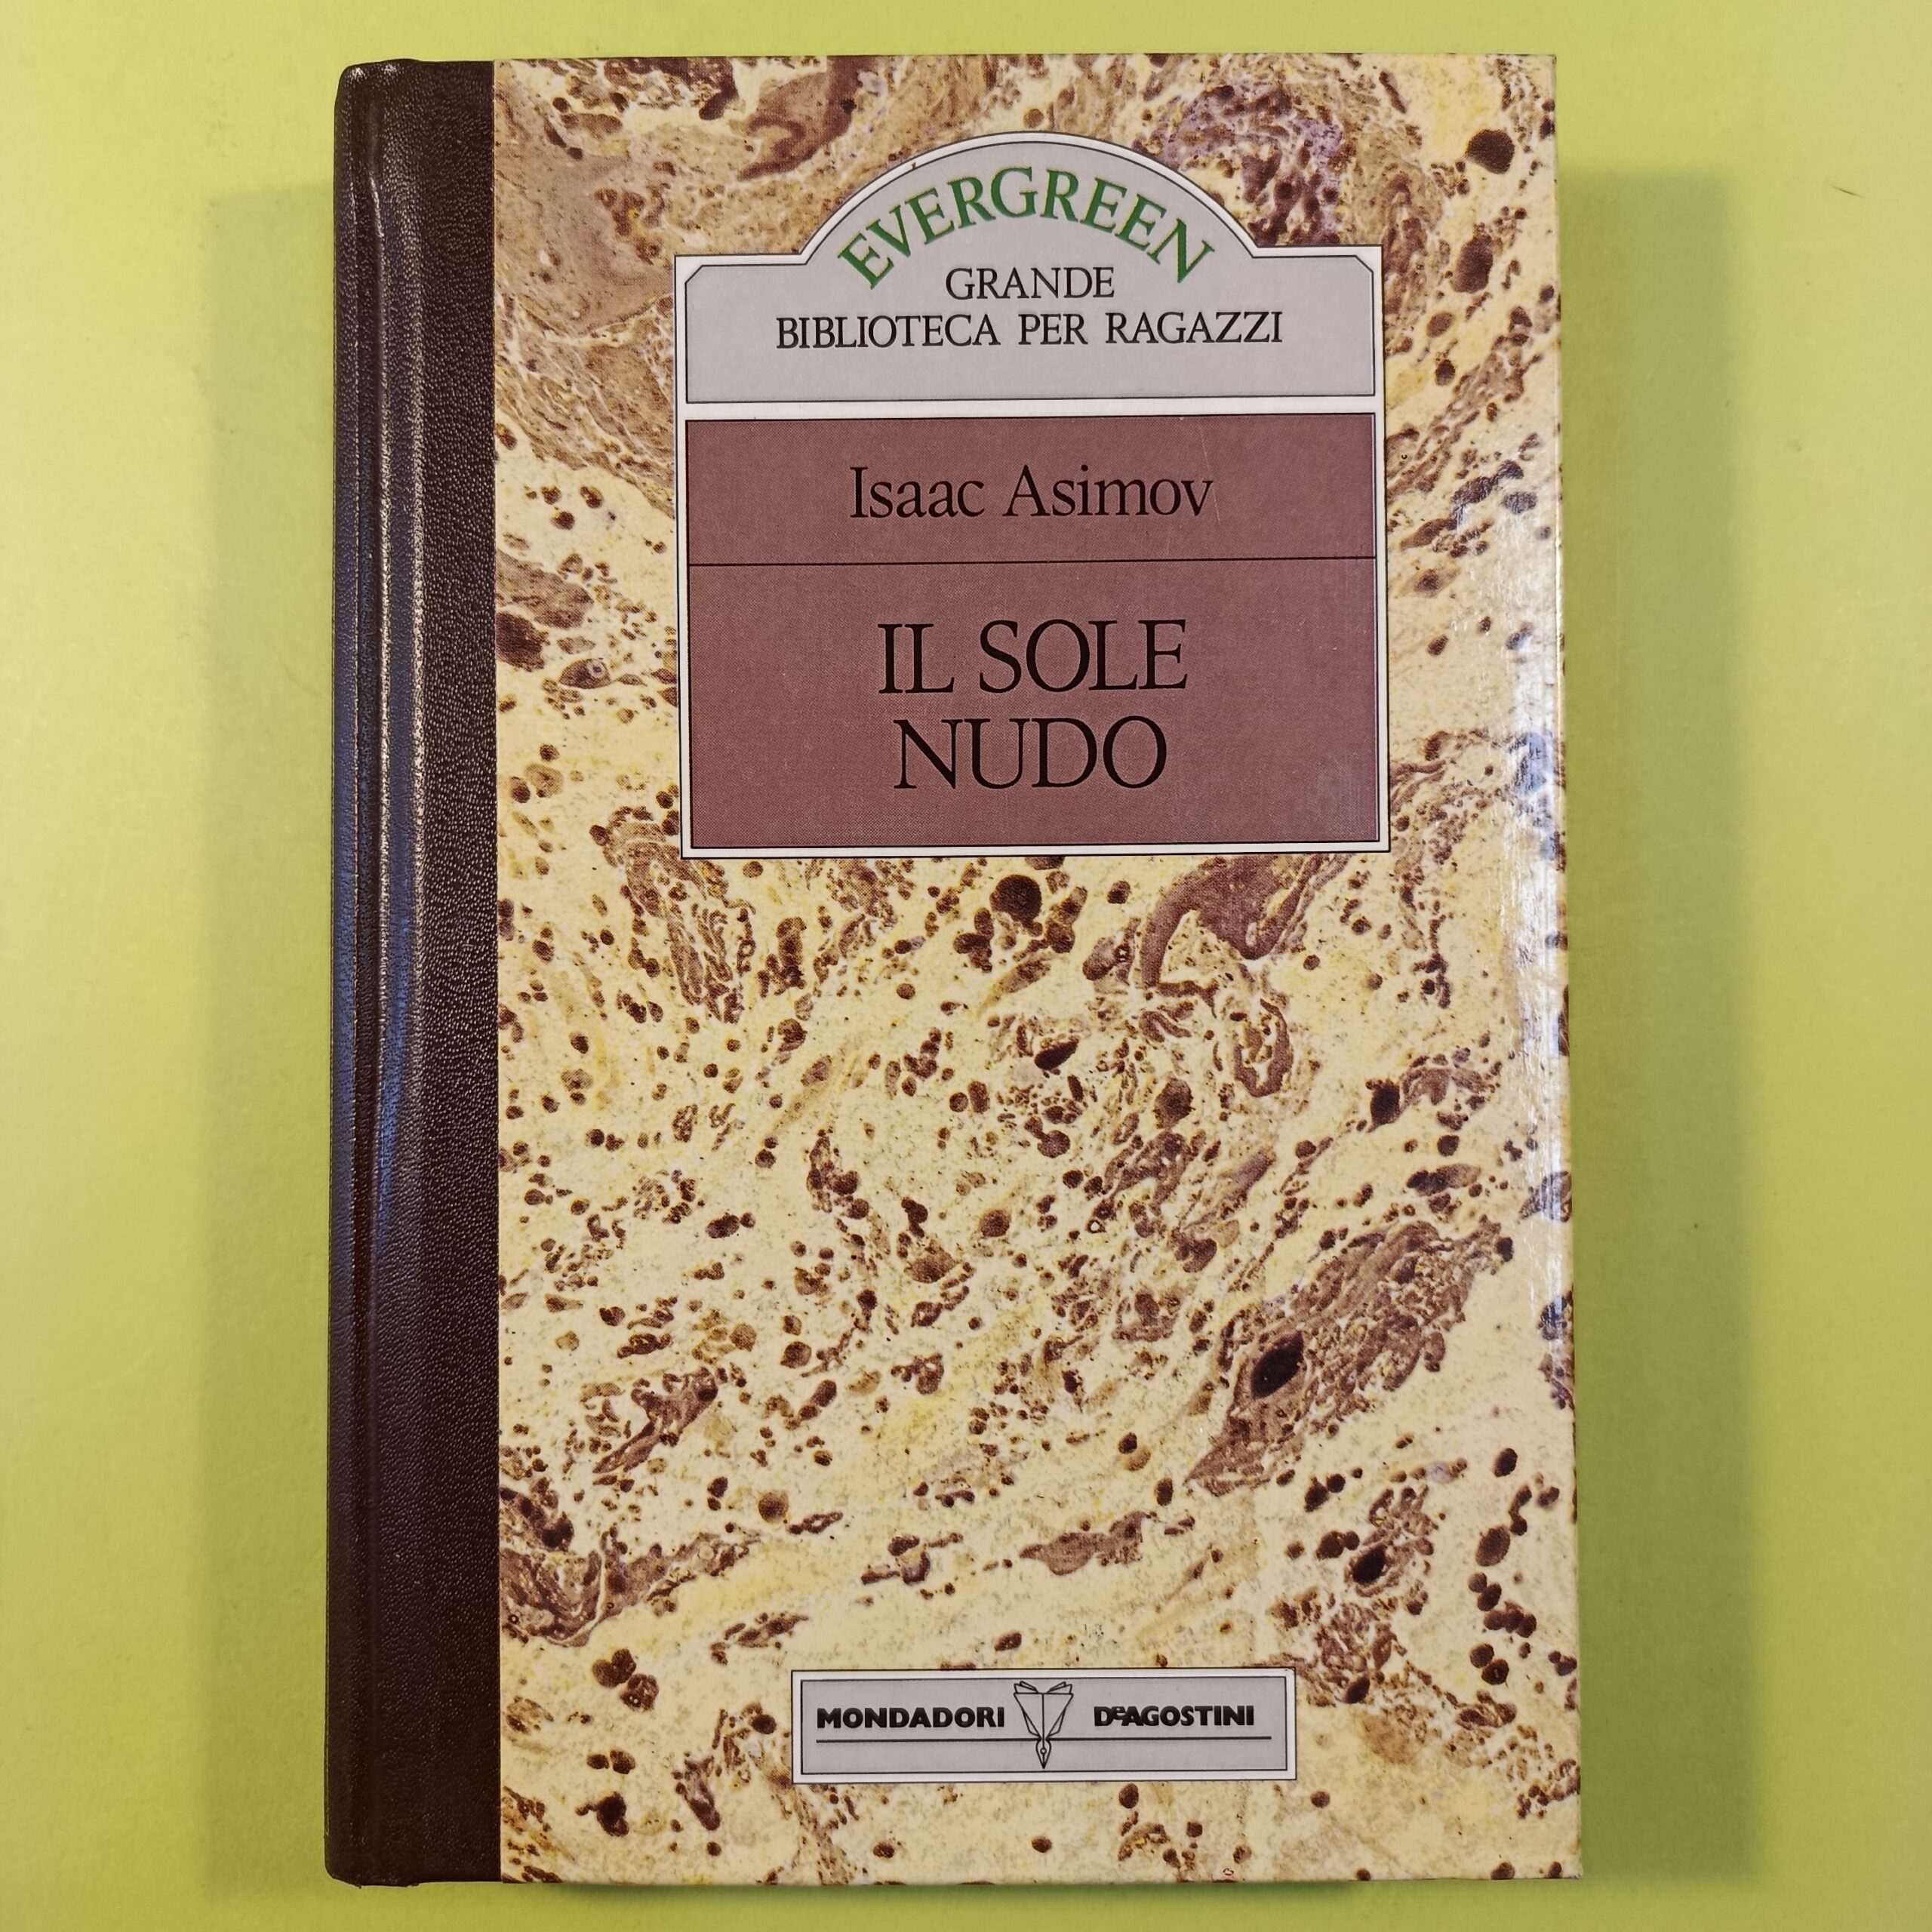 EVERGREEN
GRANDE
BIBLIOTECA PER RAGAZZI
Isaac Asimov
IL SOLE
NUDO
MONDADORI DeAGOSTINI